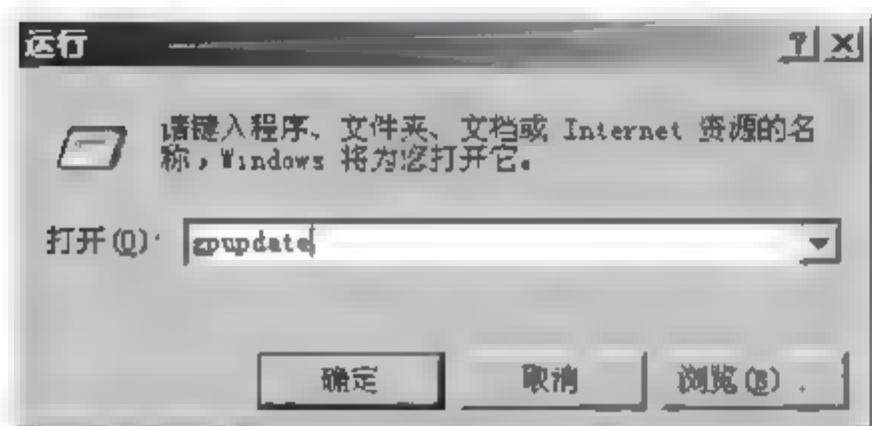 运行
请键入程序、文件夹、文档或 Internet 资源的名
称，Windows 将为您打开它。
打开(O): gpupdate
确定 取消 浏览(B)...